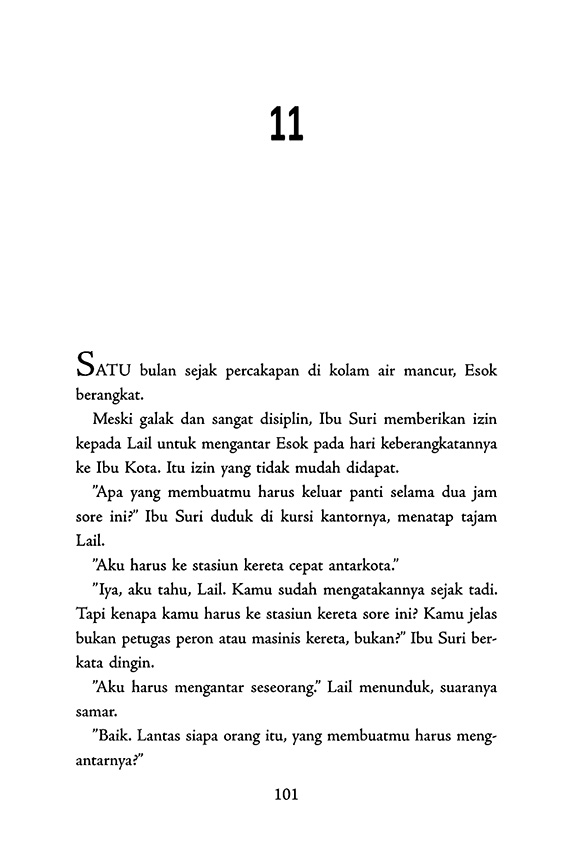 11
SATU bulan sejak percakapan di kolam air mancur, Esok
berangkat.
Meski galak dan sangat disiplin, Ibu Suri memberikan izin
kepada Lail untuk mengantar Esok pada hari keberangkatannya
ke Ibu Kota. Itu izin yang tidak mudah didapat.
”Apa yang membuatmu harus keluar panti selama dua jam
sore ini?” Ibu Suri duduk di kursi kantornya, menatap tajam
Lail.
”Aku harus ke stasiun kereta cepat antarkota.”
”Iya, aku tahu, Lail. Kamu sudah mengatakannya sejak tadi.
Tapi kenapa kamu harus ke stasiun kereta sore ini? Kamu jelas
bukan petugas peron atau masinis kereta, bukan?” Ibu Suri ber-
kata dingin.
”Aku harus mengantar seseorang.” Lail menunduk, suaranya
samar.
”Baik. Lantas siapa orang itu, yang membuatmu harus meng-
antarnya?”
101